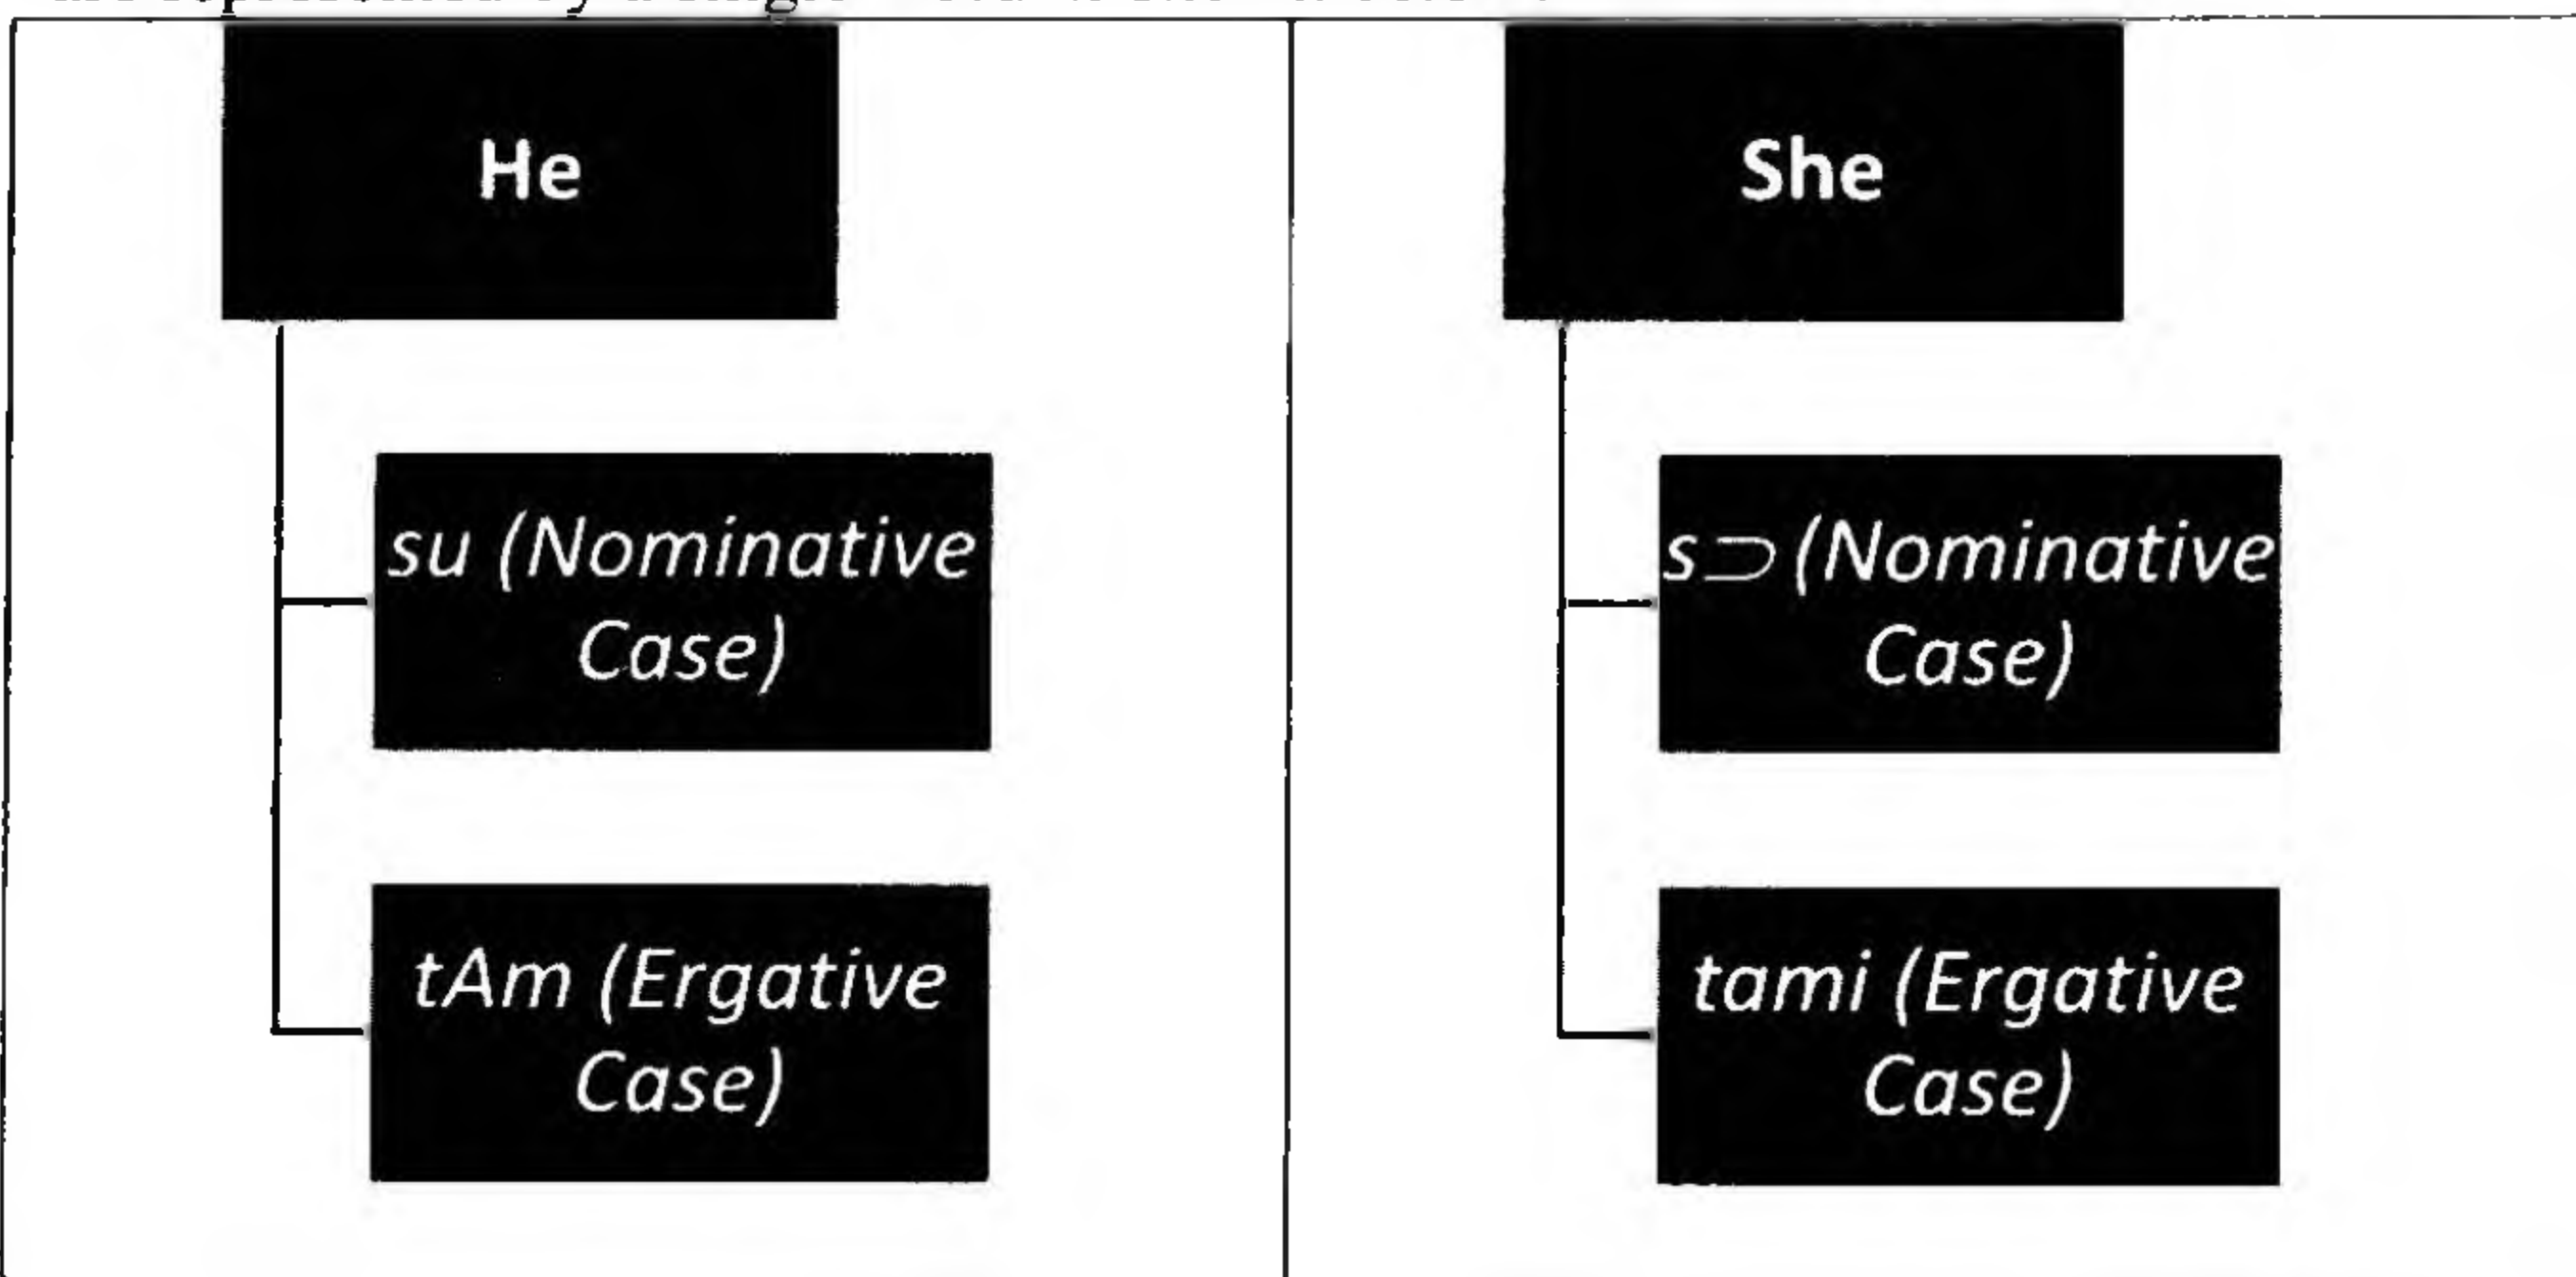 He
su (Nominative
Case)
tAm (Ergative
Case)
She
s⊃ (Nominative
Case)
tami (Ergative
Case)